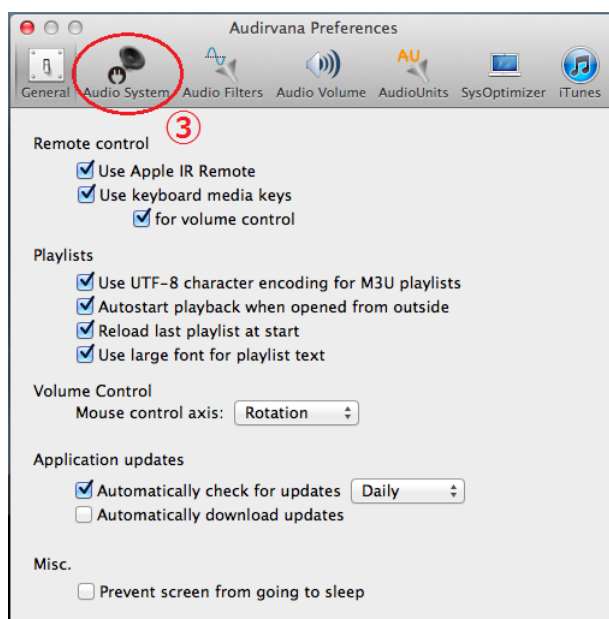 Audirvana Preferences
General Audio System Audio Filters Audio Volume AudioUnits SysOptimizer iTunes
AU
③
Remote control
Use Apple IR Remote
Use keyboard media keys
for volume control
Playlists
Use UTF-8 character encoding for M3U playlists
Autostart playback when opened from outside
Reload last playlist at start
Use large font for playlist text
Volume Control
Mouse control axis: Rotation
Application updates
Automatically check for updates Daily
Automatically download updates
Misc.
Prevent screen from going to sleep